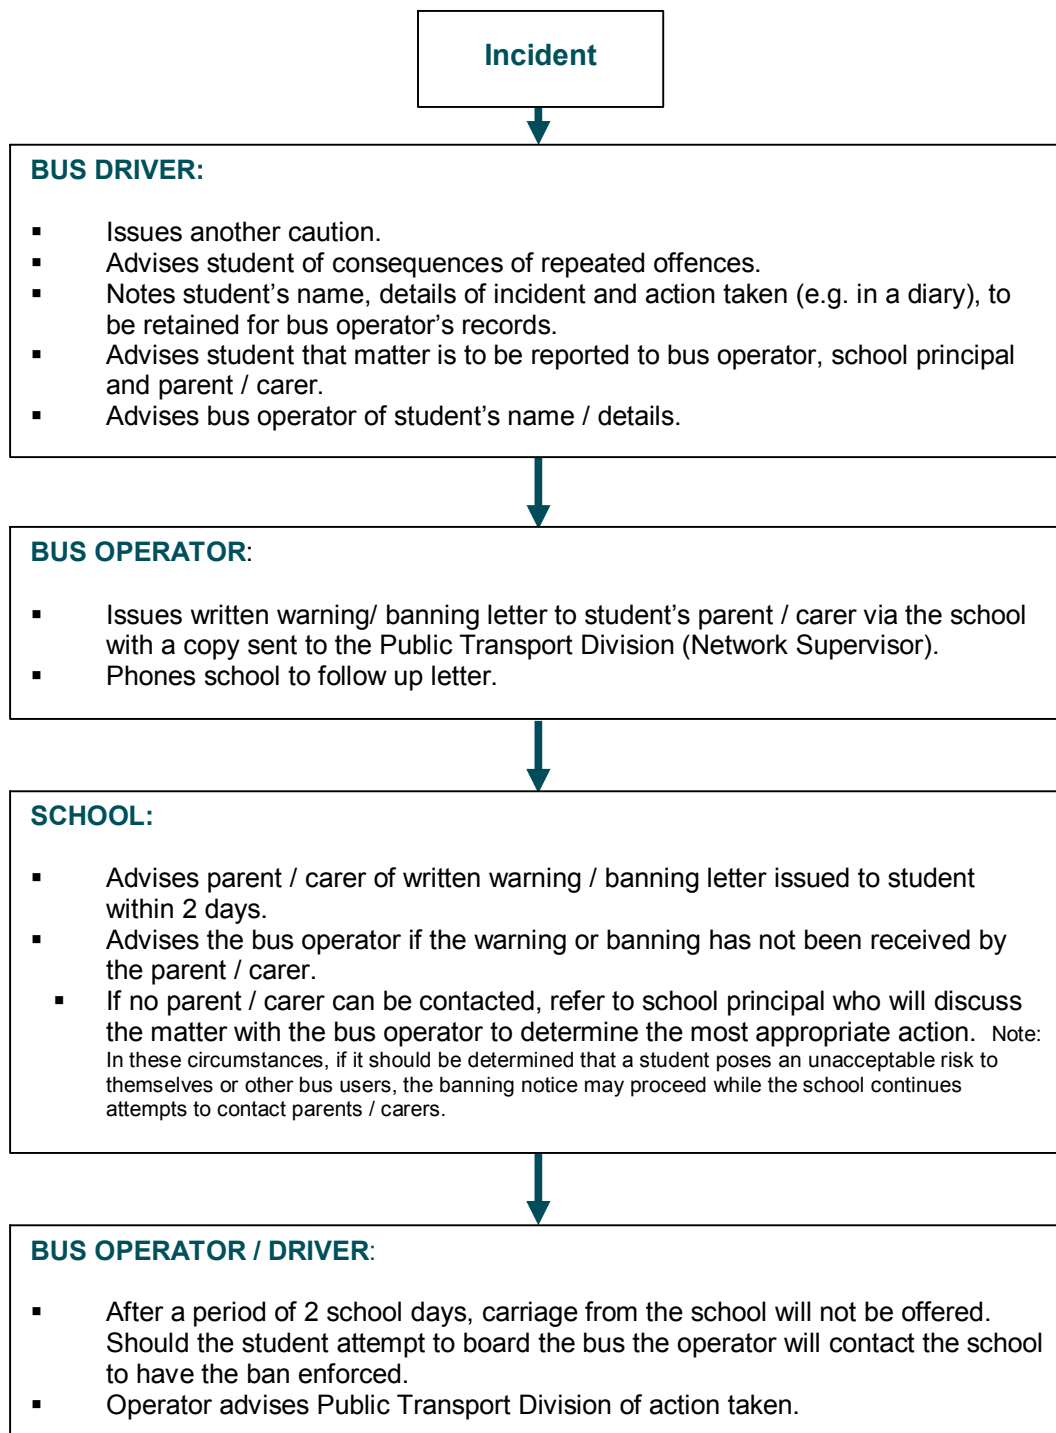 Incident
BUS DRIVER:
▪ Issues another caution.
▪ Advises student of consequences of repeated offences.
▪ Notes student’s name, details of incident and action taken (e.g. in a diary), to
be retained for bus operator’s records.
▪ Advises student that matter is to be reported to bus operator, school principal
and parent / carer.
▪ Advises bus operator of student’s name / details.
BUS OPERATOR:
▪ Issues written warning/ banning letter to student’s parent / carer via the school
with a copy sent to the Public Transport Division (Network Supervisor).
▪ Phones school to follow up letter.
SCHOOL:
▪ Advises parent / carer of written warning / banning letter issued to student
within 2 days.
▪ Advises the bus operator if the warning or banning has not been received by
the parent / carer.
▪ If no parent / carer can be contacted, refer to school principal who will discuss
the matter with the bus operator to determine the most appropriate action. Note:
In these circumstances, if it should be determined that a student poses an unacceptable risk to
themselves or other bus users, the banning notice may proceed while the school continues
attempts to contact parents / carers.
BUS OPERATOR / DRIVER:
▪ After a period of 2 school days, carriage from the school will not be offered.
Should the student attempt to board the bus the operator will contact the school
to have the ban enforced.
▪ Operator advises Public Transport Division of action taken.